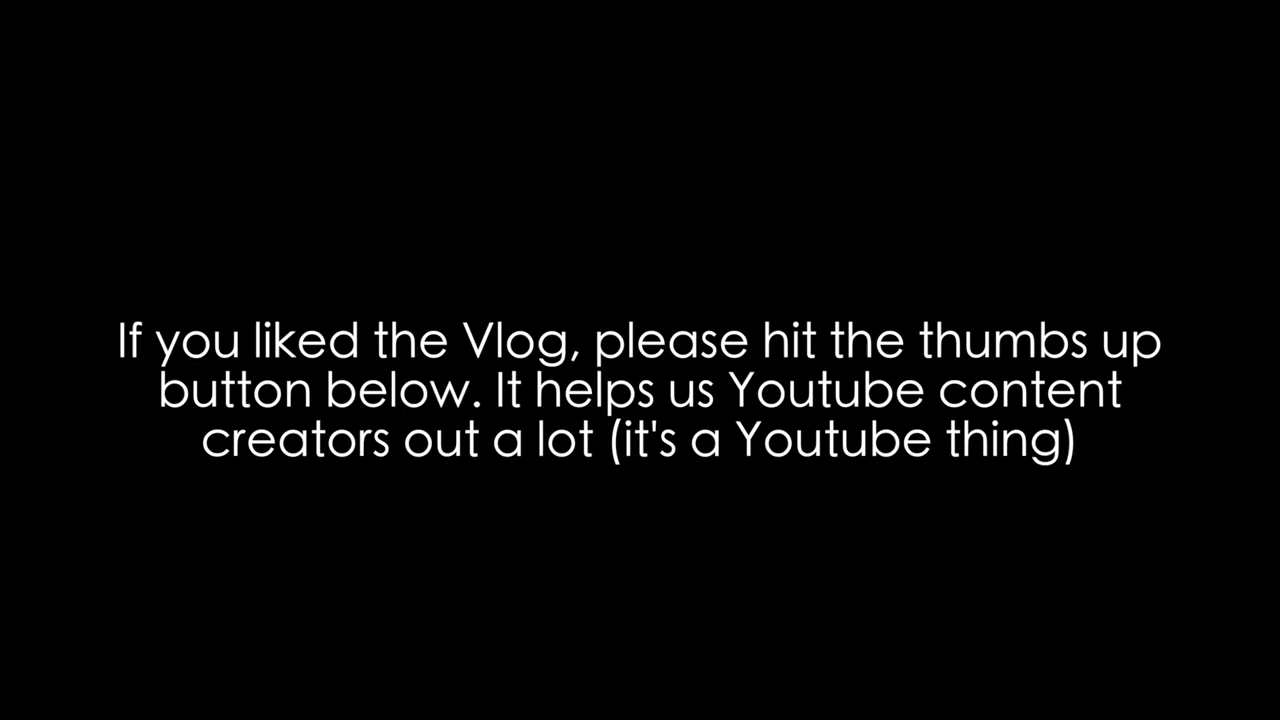 If you liked the Vlog, please hit the thumbs up
button below. It helps us Youtube content
creators out a lot (it's a Youtube thing)